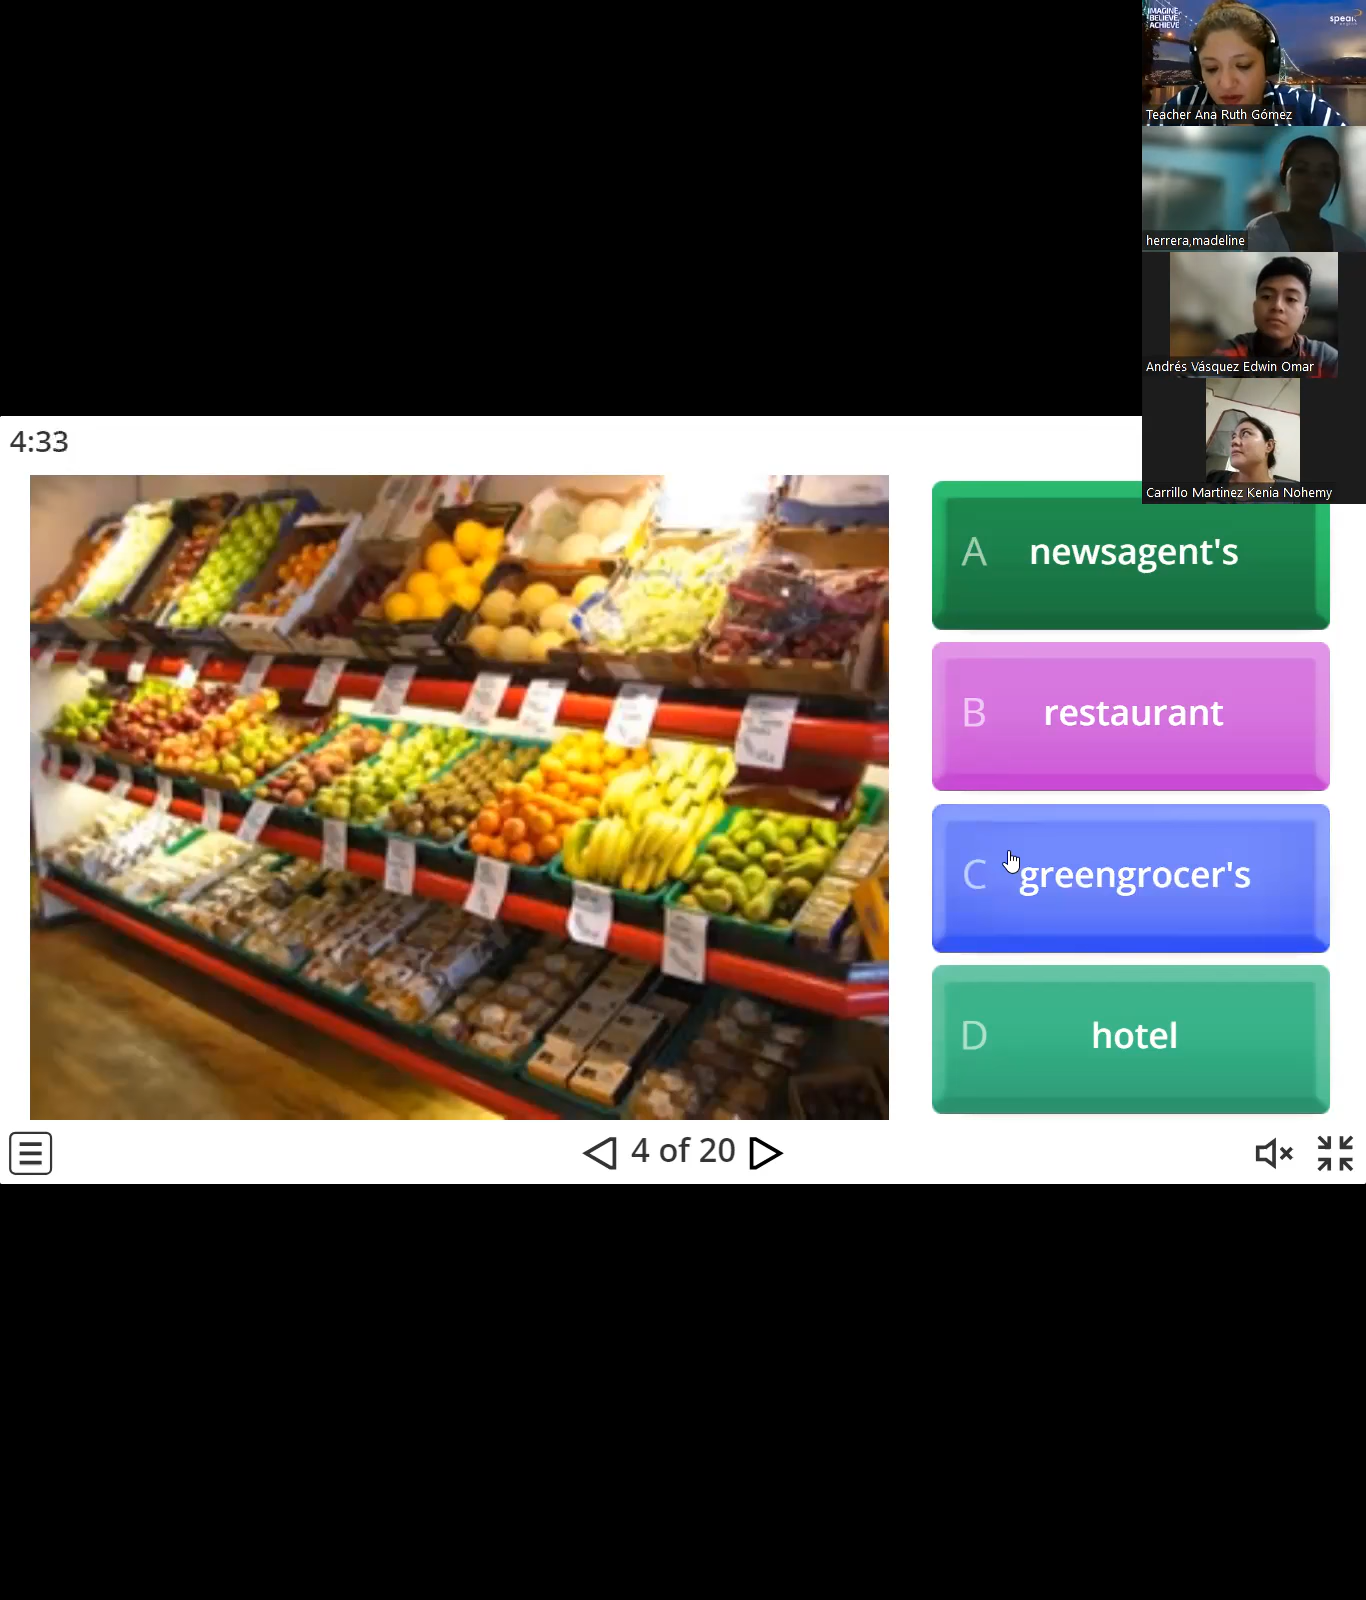 IMAGINE,
BELIEVE,
ACHIEVE
speak
Teacher Ana Ruth Gómez
herrera,madeline
Andrés Vásquez Edwin Omar
Carrillo Martinez Kenia Nohemy
4:33
A newsagent's
B restaurant
C greengrocer's
D hotel
4 of 20